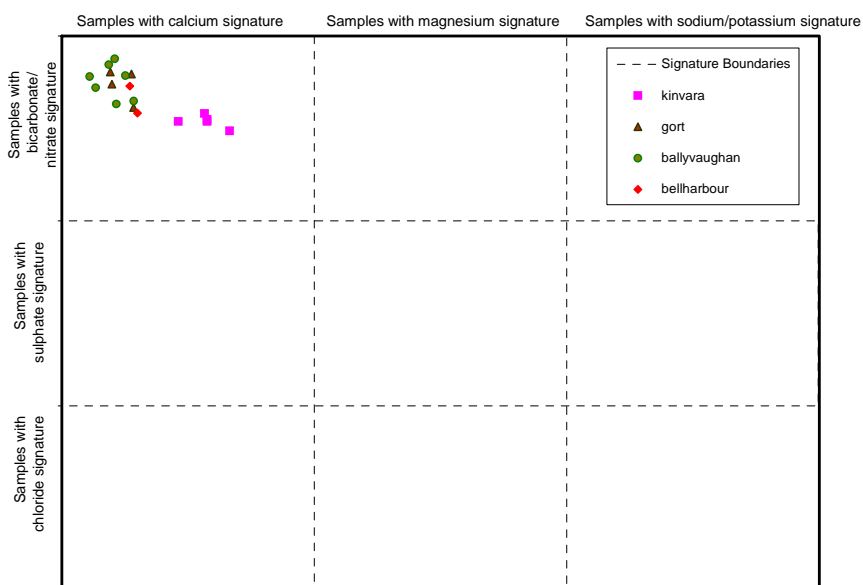 Samples with calcium signature
Samples with magnesium signature
Samples with sodium/potassium signature
Samples with
bicarbonate/
nitrate signature
Signature Boundaries
kinvara
gort
ballyvaughan
bellharbour
Samples with
sulphate signature
Samples with
chloride signature